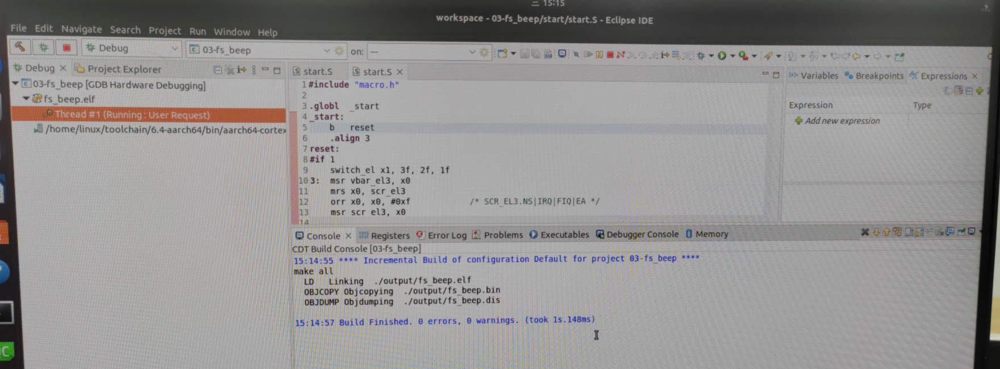 三 15:15
workspace - 03-fs_beep/start/start.S - Eclipse IDE
File Edit Navigate Search Project Run Window Help
Debug 03-fs_beep on: —
Debug Project Explorer
03-fs_beep [GDB Hardware Debugging]
fs_beep.elf
Thread #1 (Running : User Request)
/home/linux/toolchain/6.4-aarch64/bin/aarch64-cortex
start.S start.S
1 #include "macro.h"
2
3 .globl _start
4 _start:
5 b reset
6 .align 3
7 reset:
8 #if 1
9 switch_el x1, 3f, 2f, 1f
10 3: msr vbar_el3, x0
11 mrs x0, scr_el3
12 orr x0, x0, #0xf /* SCR_EL3.NS|IRQ|FIQ|EA */
13 msr scr_el3, x0
14
Variables Breakpoints Expressions
Expression Type
Add new expression
Console Registers Error Log Problems Executables Debugger Console Memory
CDT Build Console [03-fs_beep]
15:14:55 **** Incremental Build of configuration Default for project 03-fs_beep ****
make all
LD Linking ./output/fs_beep.elf
OBJCOPY Objcopying ./output/fs_beep.bin
OBJDUMP Objdumping ./output/fs_beep.dis
15:14:57 Build Finished. 0 errors, 0 warnings. (took 1s.148ms)